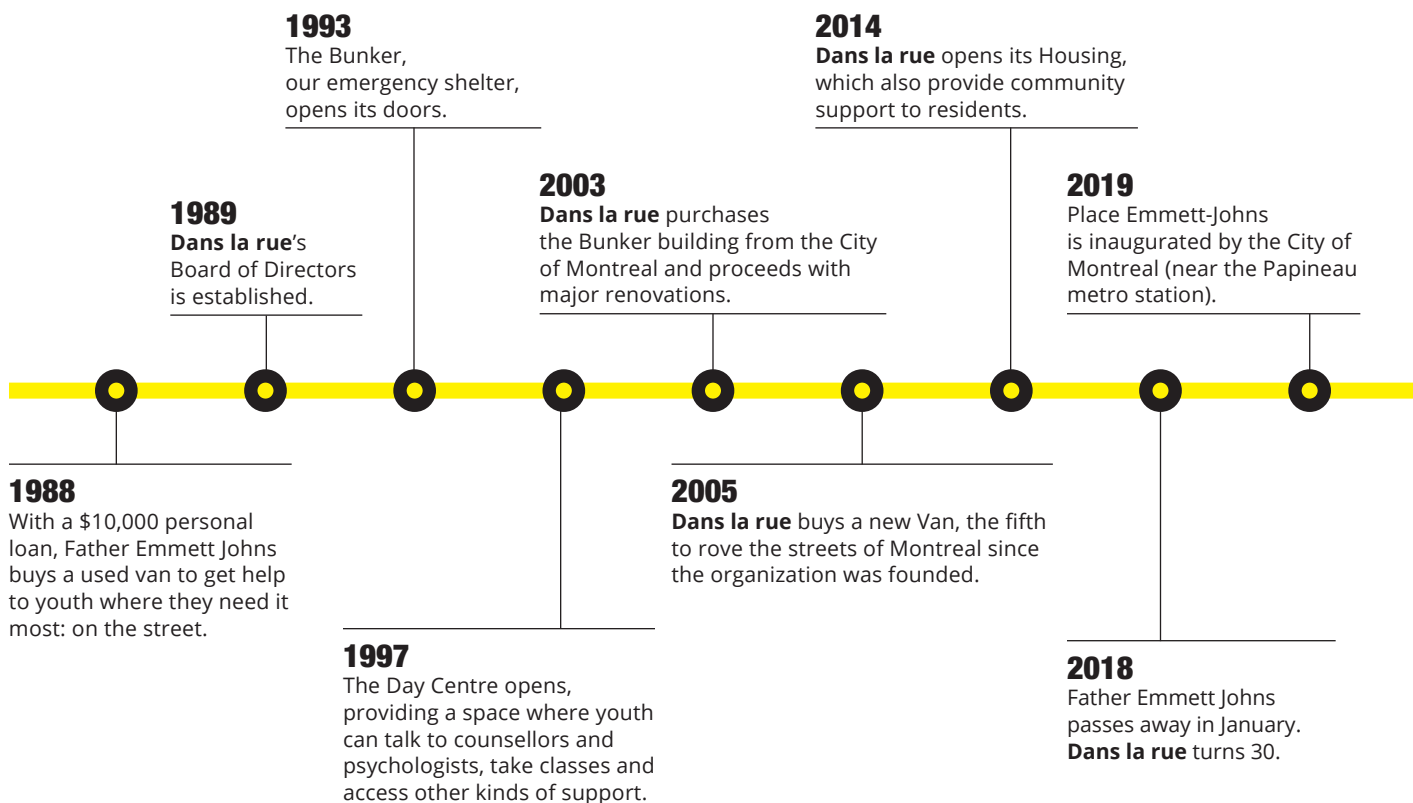 1993
The Bunker,
our emergency shelter,
opens its doors.
2014
Dans la rue opens its Housing,
which also provide community
support to residents.
1989
Dans la rue's
Board of Directors
is established.
2003
Dans la rue purchases
the Bunker building from the City
of Montreal and proceeds with
major renovations.
2019
Place Emmett-Johns
is inaugurated by the City of
Montreal (near the Papineau
metro station).
1988
With a $10,000 personal
loan, Father Emmett Johns
buys a used van to get help
to youth where they need it
most: on the street.
2005
Dans la rue buys a new Van, the fifth
to rove the streets of Montreal since
the organization was founded.
1997
The Day Centre opens,
providing a space where youth
can talk to counsellors and
psychologists, take classes and
access other kinds of support.
2018
Father Emmett Johns
passes away in January.
Dans la rue turns 30.